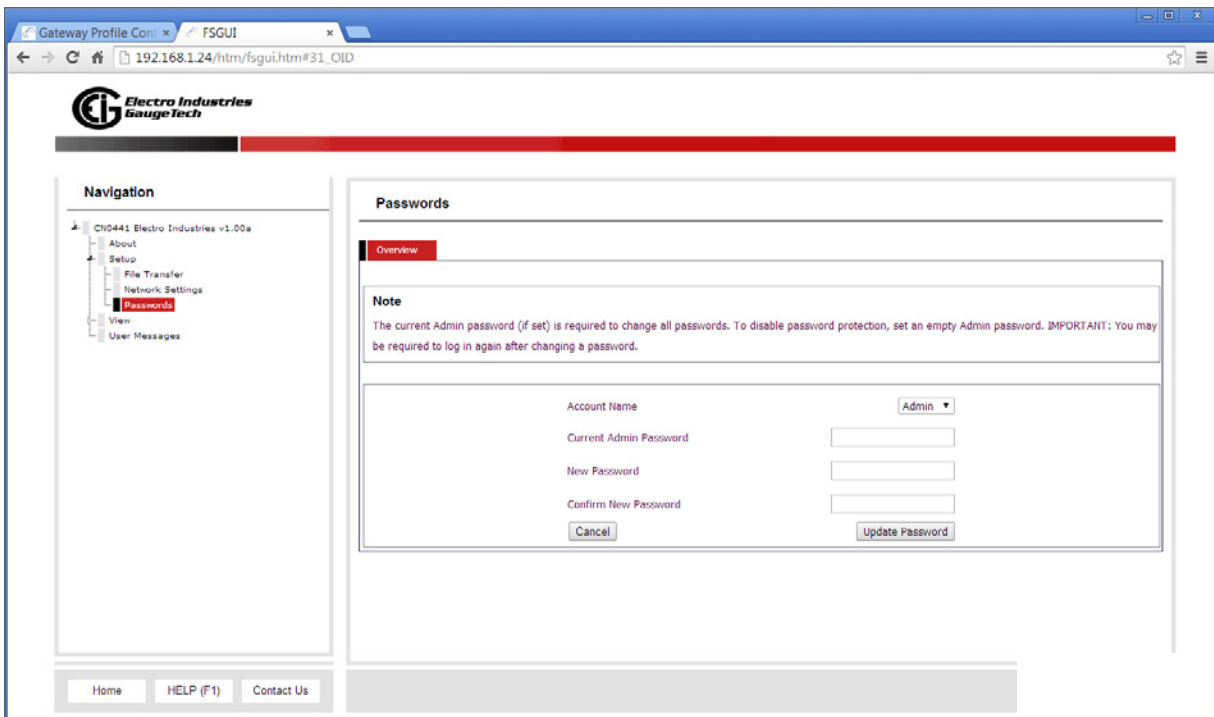 Gateway Profile Con
FSGUI
192.168.1.24/htm/fsgui.htm#31_OID
Electro Industries
GaugeTech
Navigation
CN0441 Electro Industries v1.00a
About
Setup
File Transfer
Network Settings
Passwords
View
User Messages
Passwords
Overview
Note
The current Admin password (if set) is required to change all passwords. To disable password protection, set an empty Admin password. IMPORTANT: You may
be required to log in again after changing a password.
Account Name
Admin
Current Admin Password
New Password
Confirm New Password
Cancel
Update Password
Home
HELP (F1)
Contact Us